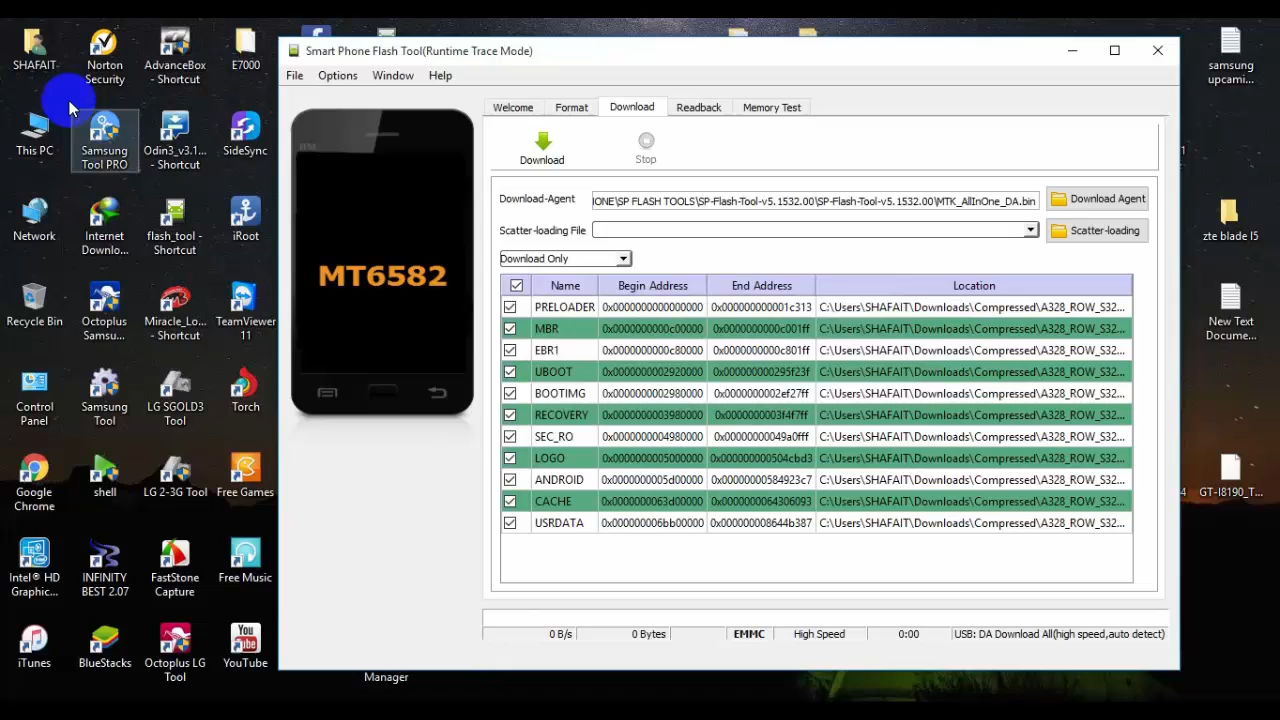 SHAFAIT
Norton
Security
AdvanceBox
- Shortcut
E7000
This PC
Samsung
Tool PRO
Odin3_v3.1...
- Shortcut
SideSync
Network
Internet
Downlo...
flash_tool -
Shortcut
iRoot
Recycle Bin
Octoplus
Samsu...
Miracle_Lo...
- Shortcut
TeamViewer
11
Control
Panel
Samsung
Tool
LG SGOLD3
Tool
Torch
Google
Chrome
shell
LG 2-3G Tool
Free Games
Intel® HD
Graphic...
INFINITY
BEST 2.07
FastStone
Capture
Free Music
iTunes
BlueStacks
Octoplus LG
Tool
You
Tube
YouTube
Manager
Smart Phone Flash Tool(Runtime Trace Mode)
File Options Window Help
Welcome Format Download Readback Memory Test
Download Stop
Download-Agent IONE\SP FLASH TOOLS\SP-Flash-Tool-v5.1532.00\SP-Flash-Tool-v5.1532.00\MTK_AllInOne_DA.bin Download Agent
Scatter-loading File Scatter-loading
Download Only
MT6582
Name Begin Address End Address Location
PRELOADER 0x0000000000000000 0x000000000001c313 C:\Users\SHAFAIT\Downloads\Compressed\A328_ROW_S32...
MBR 0x0000000000c00000 0x0000000000c001ff C:\Users\SHAFAIT\Downloads\Compressed\A328_ROW_S32...
EBR1 0x0000000000c80000 0x0000000000c801ff C:\Users\SHAFAIT\Downloads\Compressed\A328_ROW_S32...
UBOOT 0x0000000002920000 0x000000000295f23f C:\Users\SHAFAIT\Downloads\Compressed\A328_ROW_S32...
BOOTIMG 0x0000000002980000 0x0000000002ef27ff C:\Users\SHAFAIT\Downloads\Compressed\A328_ROW_S32...
RECOVERY 0x0000000003980000 0x0000000003f4f7ff C:\Users\SHAFAIT\Downloads\Compressed\A328_ROW_S32...
SEC_RO 0x0000000004980000 0x00000000049a0fff C:\Users\SHAFAIT\Downloads\Compressed\A328_ROW_S32...
LOGO 0x0000000005000000 0x000000000504cbd3 C:\Users\SHAFAIT\Downloads\Compressed\A328_ROW_S32...
ANDROID 0x0000000005d00000 0x00000000584923c7 C:\Users\SHAFAIT\Downloads\Compressed\A328_ROW_S32...
CACHE 0x0000000063d00000 0x0000000064306093 C:\Users\SHAFAIT\Downloads\Compressed\A328_ROW_S32...
USRDATA 0x000000006bb00000 0x000000008644b387 C:\Users\SHAFAIT\Downloads\Compressed\A328_ROW_S32...
0 B/s 0 Bytes EMMC High Speed 0:00 USB: DA Download All(high speed,auto detect)
samsung
upcami...
zte blade l5
New Text
Docume...
GT-I8190_T...